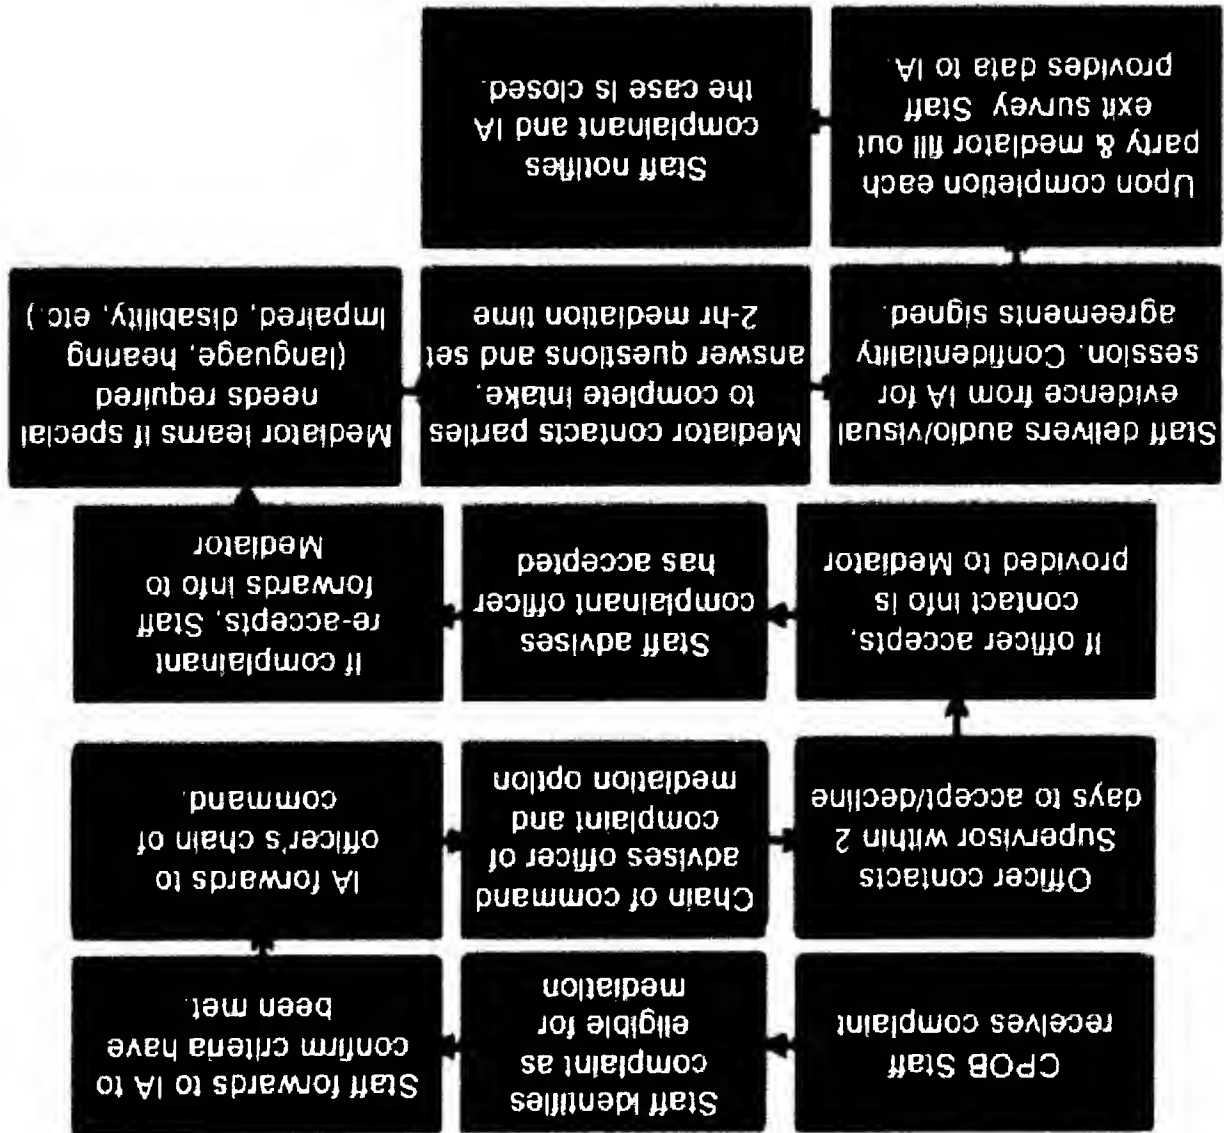 CPOB Staff
receives complaint
Staff identifies
complaint as
eligible for
mediation
Staff forwards to IA to
confirm criteria have
been met.
IA forwards to
officer's chain of
command.
Chain of command
advises officer of
complaint and
mediation option
Officer contacts
Supervisor within 2
days to accept/decline
If officer accepts,
contact info is
provided to Mediator
Staff advises
complainant officer
has accepted
If complainant
re-accepts, Staff
forwards info to
Mediator
Mediator learns if special
needs required
(language, hearing
impaired, disability, etc.)
Mediator contacts parties
to complete intake,
answer questions and set
2-hr mediation time
Staff delivers audio/visual
evidence from IA for
session. Confidentiality
agreements signed.
Upon completion each
party & mediator fill out
exit survey Staff
provides data to IA.
Staff notifies
complainant and IA
the case is closed.